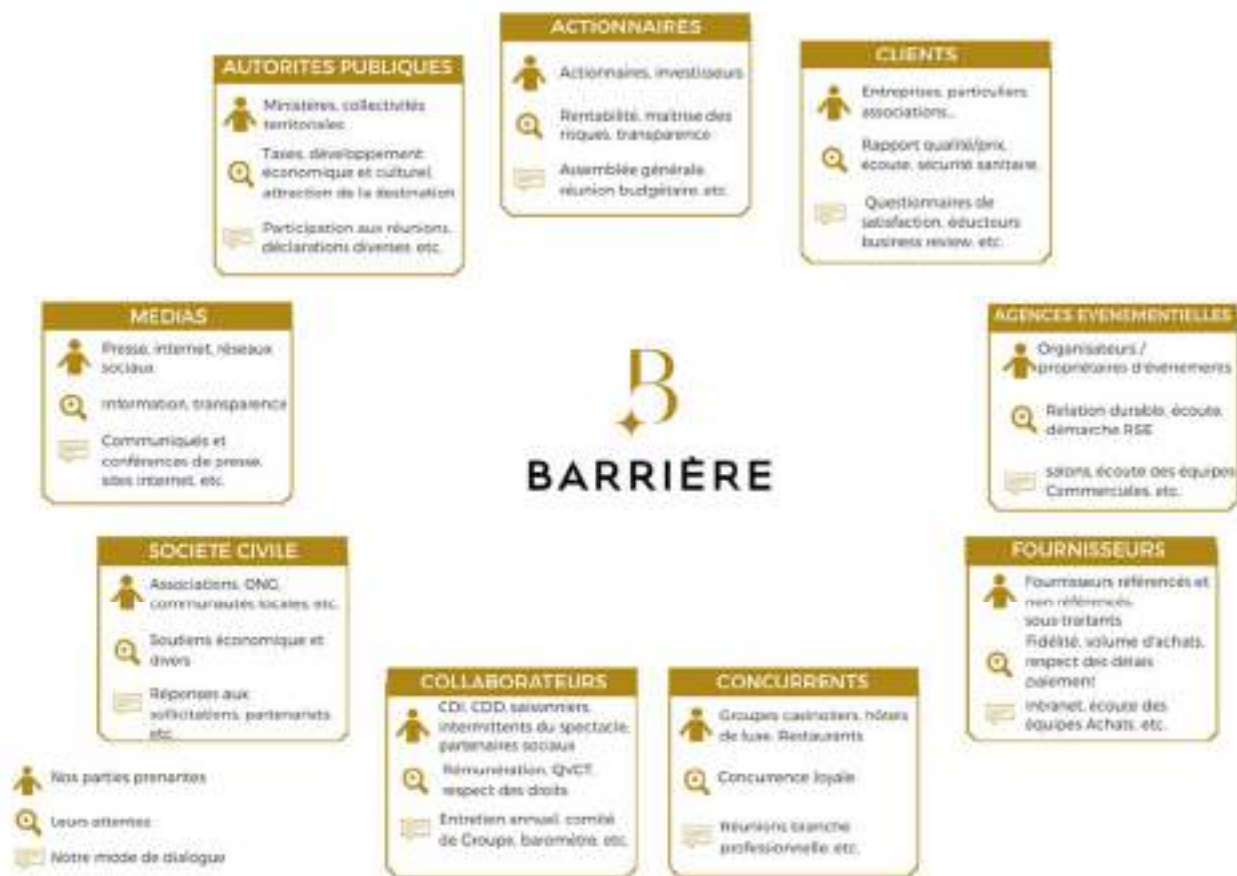 ACTIONNAIRES
Actionnaires, investisseurs
Rentabilité, maîtrise des
risques, transparence
Assemblée générale,
réunion budgétaire, etc.
AUTORITES PUBLIQUES
Ministères, collectivités
territoriales
Taxes, développement
économique et culturel,
attraction de la destination
Participation aux réunions,
déclarations diverses, etc.
CLIENTS
Entreprises, particuliers,
associations...
Rapport qualité/prix,
écoute, sécurité sanitaire,
Questionnaires de
satisfaction, éductours
business review, etc.
MEDIAS
Presse, internet, réseaux
sociaux
Information, transparence
Communiqués et
conférences de presse,
sites internet, etc.
AGENCES EVENEMENTIELLES
Organisateurs /
propriétaires d'événements
Relation durable, écoute,
démarche RSE
salons, écoute des équipes
Commerciales, etc.
B
BARRIÈRE
SOCIETE CIVILE
Associations, ONG,
communautés locales, etc.
Soutiens économique et
divers
Réponses aux
sollicitations, partenariats
etc.
FOURNISSEURS
Fournisseurs référencés et
non référencés,
sous-traitants
Fidélité, volume d'achats,
respect des délais
paiement
Intranet, écoute des
équipes Achats, etc.
COLLABORATEURS
CDI, CDD, saisonniers,
intermittents du spectacle,
partenaires sociaux
Rémunération, QVCT,
respect des droits
Entretien annuel, comité
de Groupe, baromètre, etc.
CONCURRENTS
Groupes casinotiers, hôtels
de luxe, Restaurants
Concurrence loyale
Réunions branche
professionnelle, etc.
Nos parties prenantes
Leurs attentes
Notre mode de dialogue